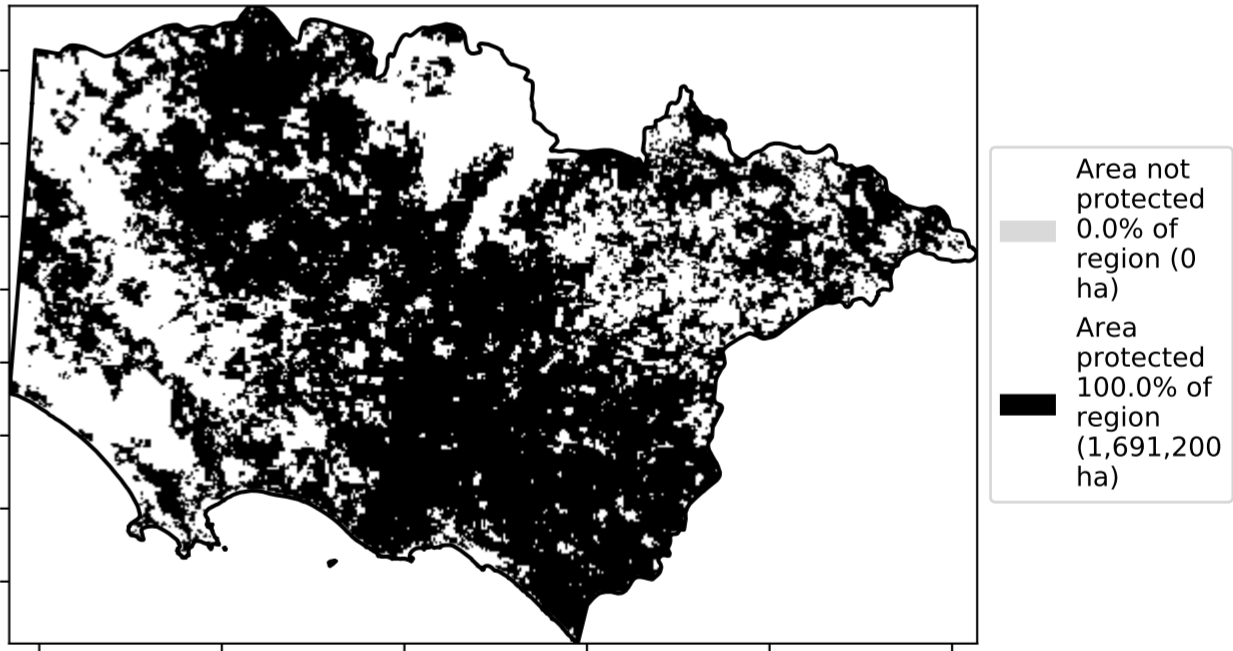 Area not
protected
0.0% of
region (0
ha)
Area
protected
100.0% of
region
(1,691,200
ha)